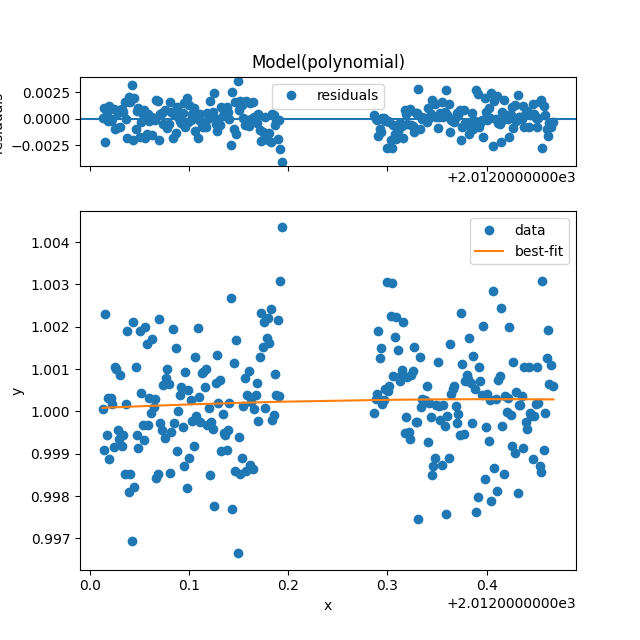 Model(polynomial)
0.0025
0.0000
−0.0025
residuals
+2.0120000000e3
1.004
1.003
1.002
1.001
1.000
0.999
0.998
0.997
y
data
best-fit
0.0
0.1
0.2
0.3
0.4
x
+2.0120000000e3